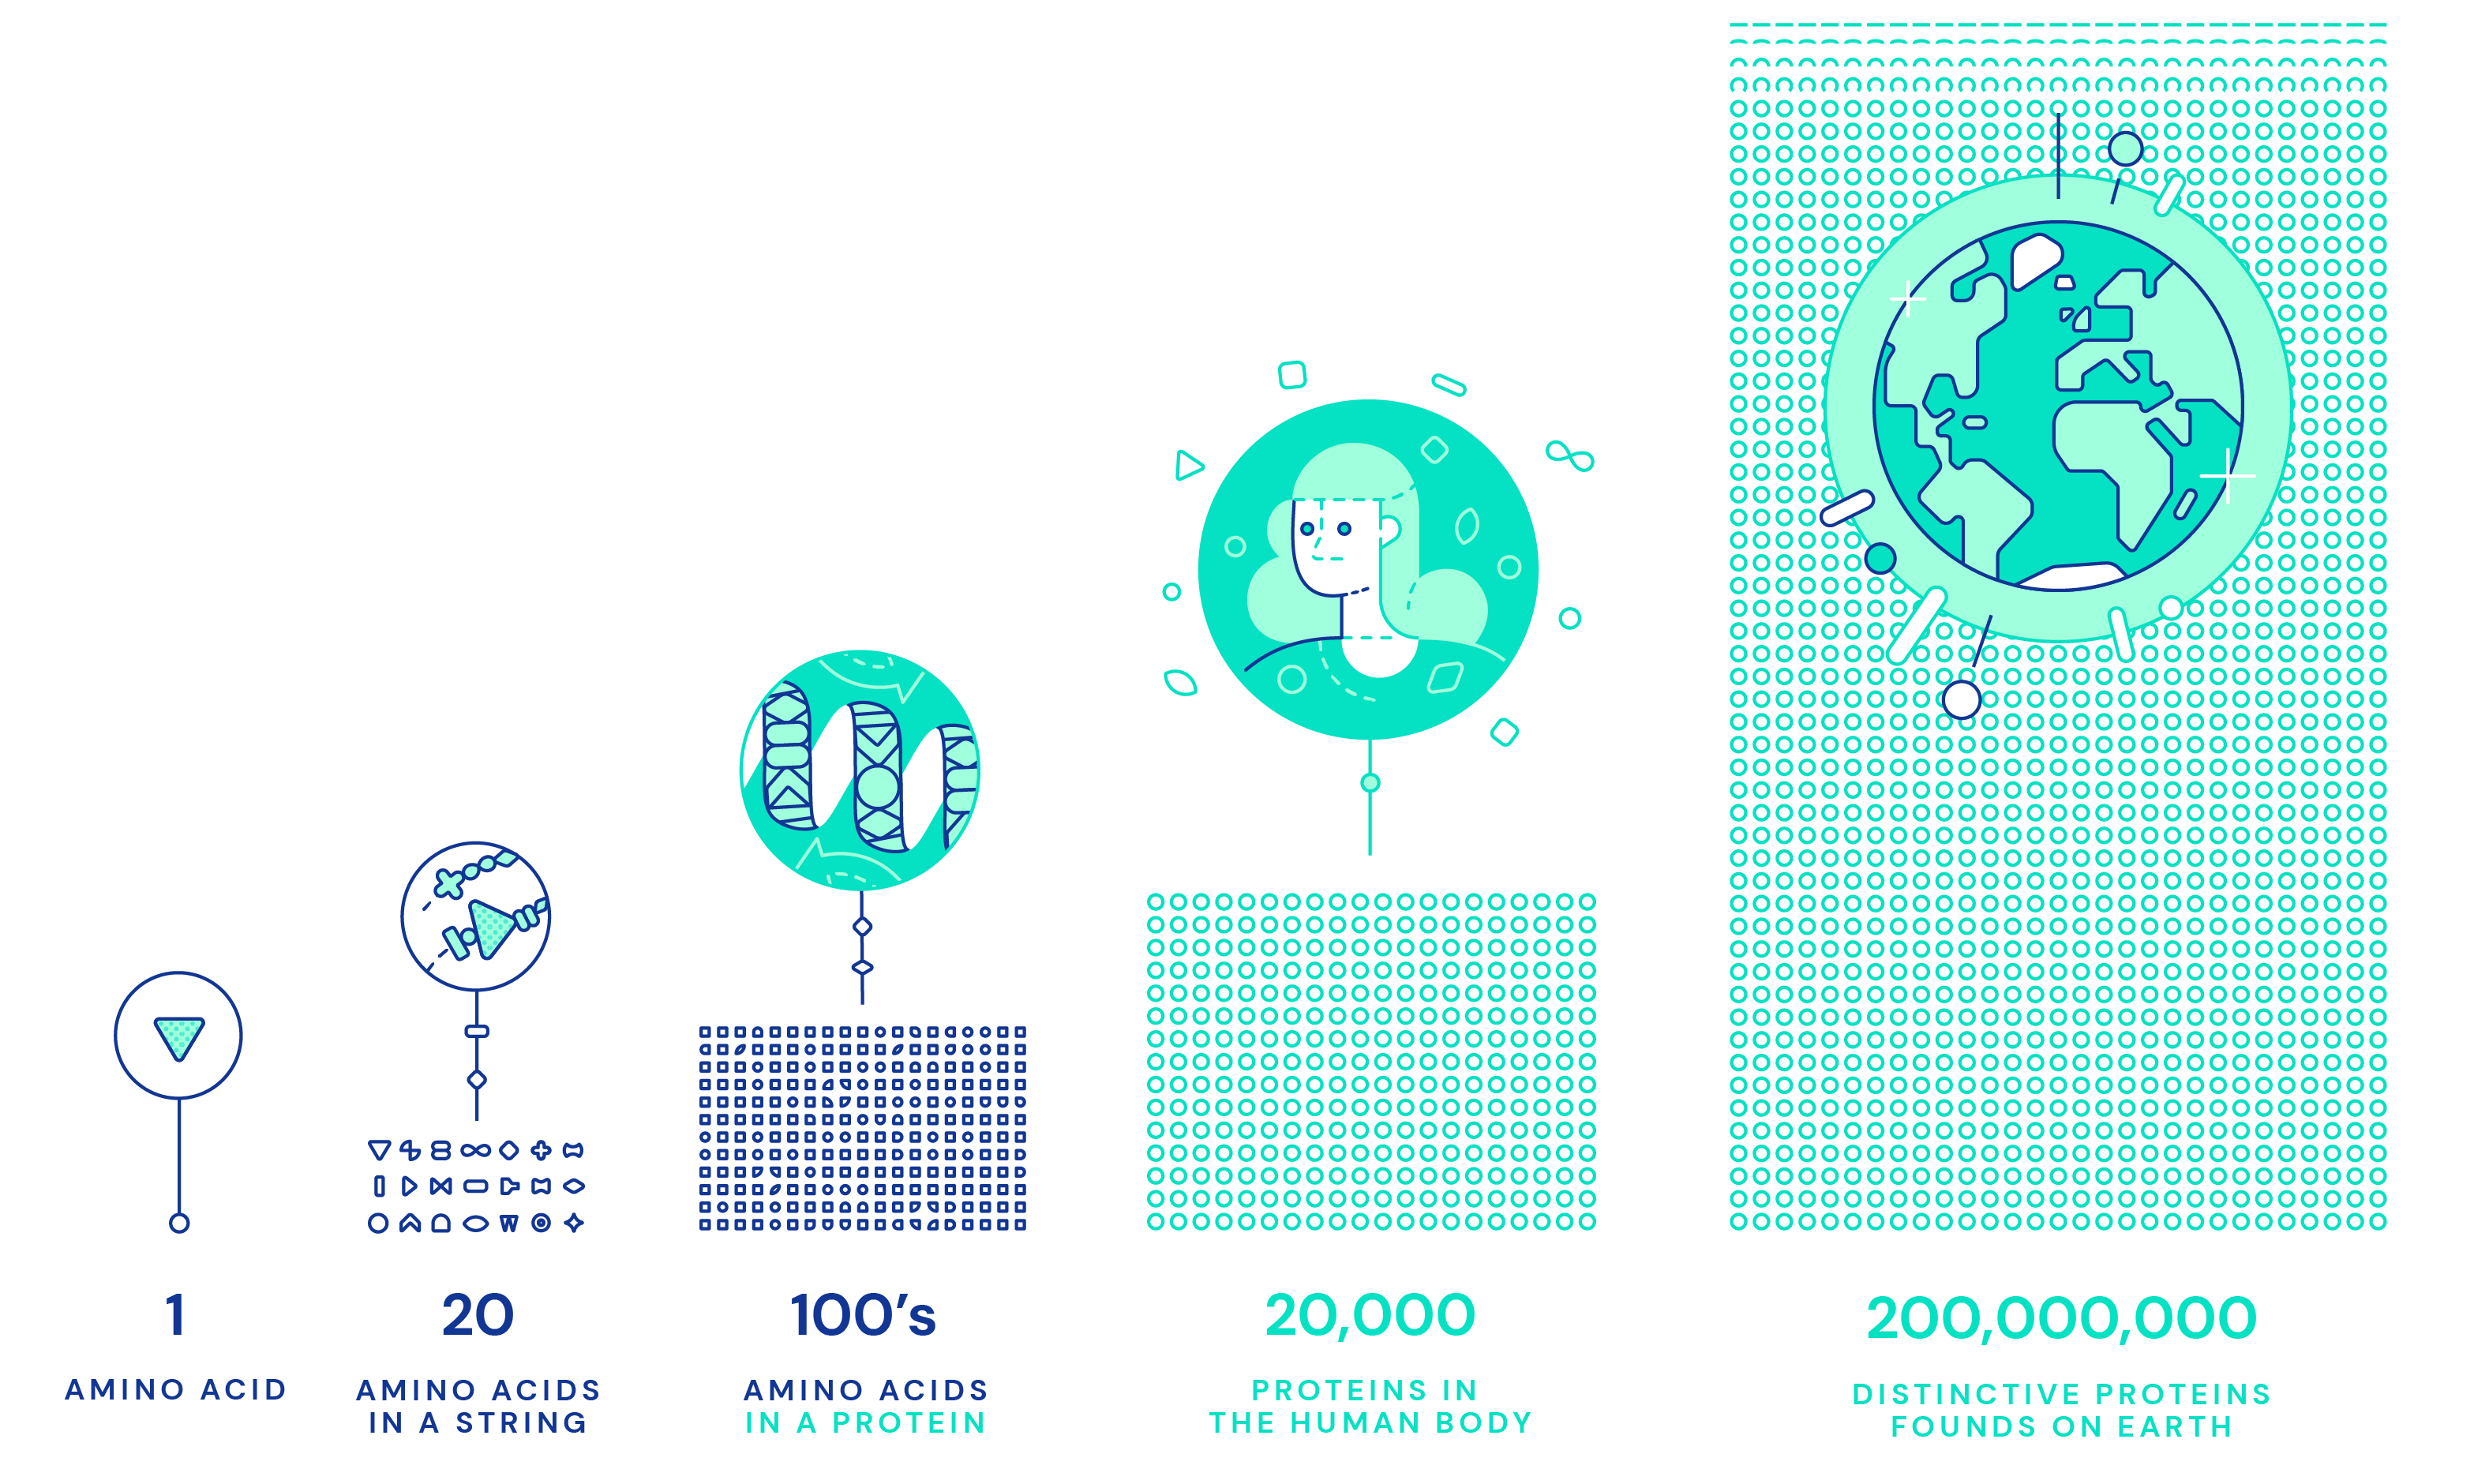 1
AMINO ACID
20
AMINO ACIDS
IN A STRING
100's
AMINO ACIDS
IN A PROTEIN
20,000
PROTEINS IN
THE HUMAN BODY
200,000,000
DISTINCTIVE PROTEINS
FOUNDS ON EARTH